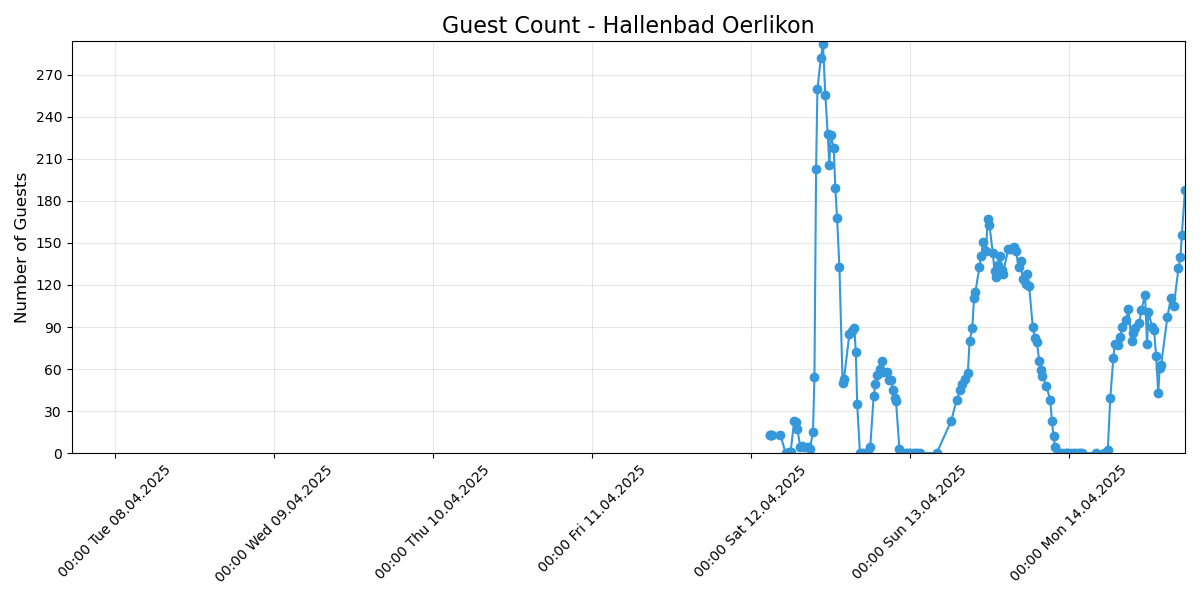 Guest Count - Hallenbad Oerlikon
Number of Guests
270
240
210
180
150
120
90
60
30
0
00:00 Tue 08.04.2025
00:00 Wed 09.04.2025
00:00 Thu 10.04.2025
00:00 Fri 11.04.2025
00:00 Sat 12.04.2025
00:00 Sun 13.04.2025
00:00 Mon 14.04.2025